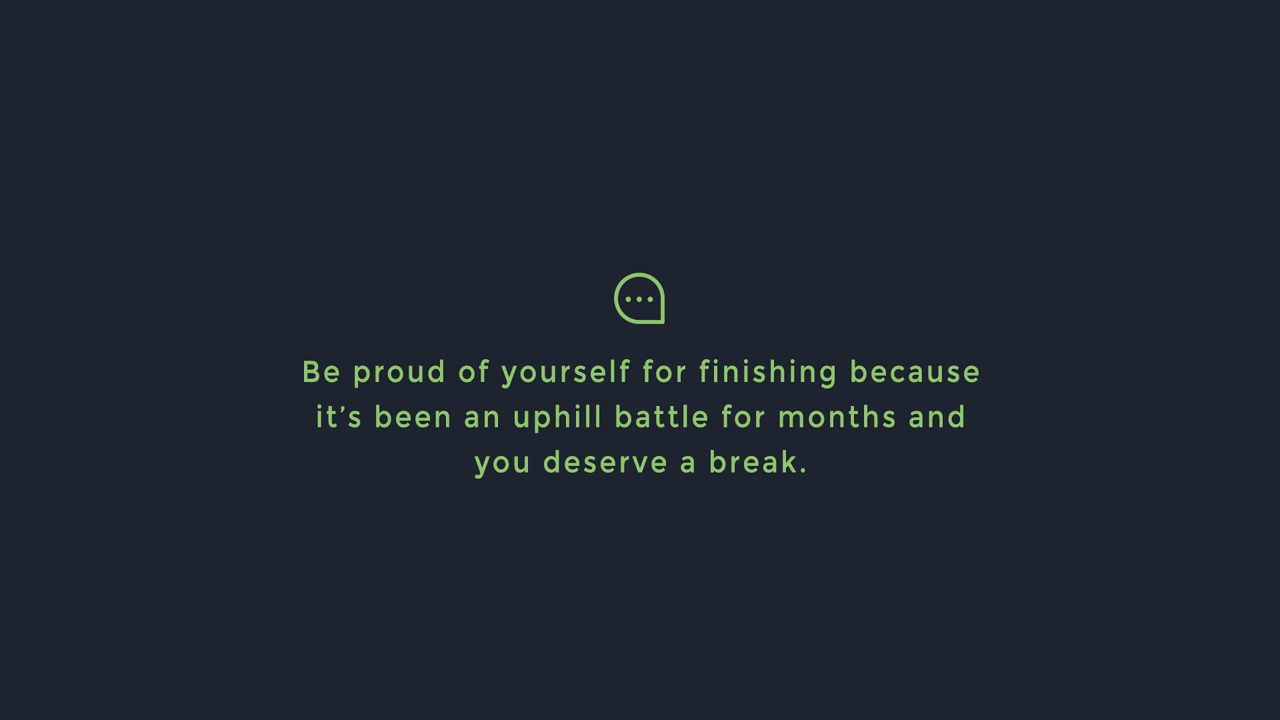 Be proud of yourself for finishing because
it’s been an uphill battle for months and
you deserve a break.